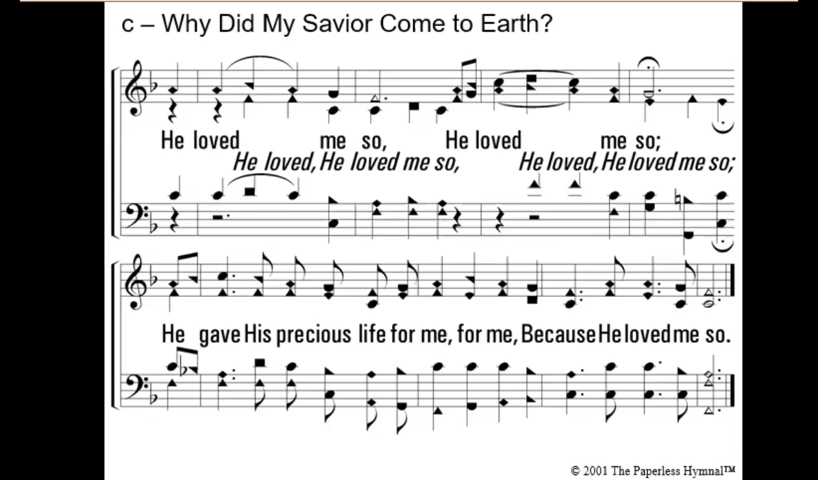 c – Why Did My Savior Come to Earth?
He loved me so, He loved me so;
He loved, He loved me so, He loved, He loved me so;
He gave His precious life for me, for me, Because He loved me so.
© 2001 The Paperless Hymnal™